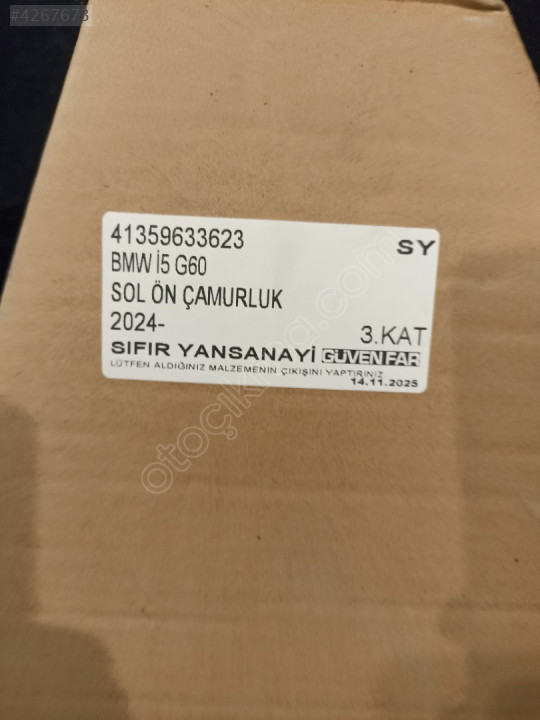 #4267673
41359633623 SY
BMW İ5 G60
SOL ÖN ÇAMURLUK
2024- 3.KAT
SIFIR YANSANAYİ GÜVEN FAR
LÜTFEN ALDIĞINIZ MALZEMENİN ÇIKIŞINI YAPTIRINIZ
14.11.2025
otoçıkma.com